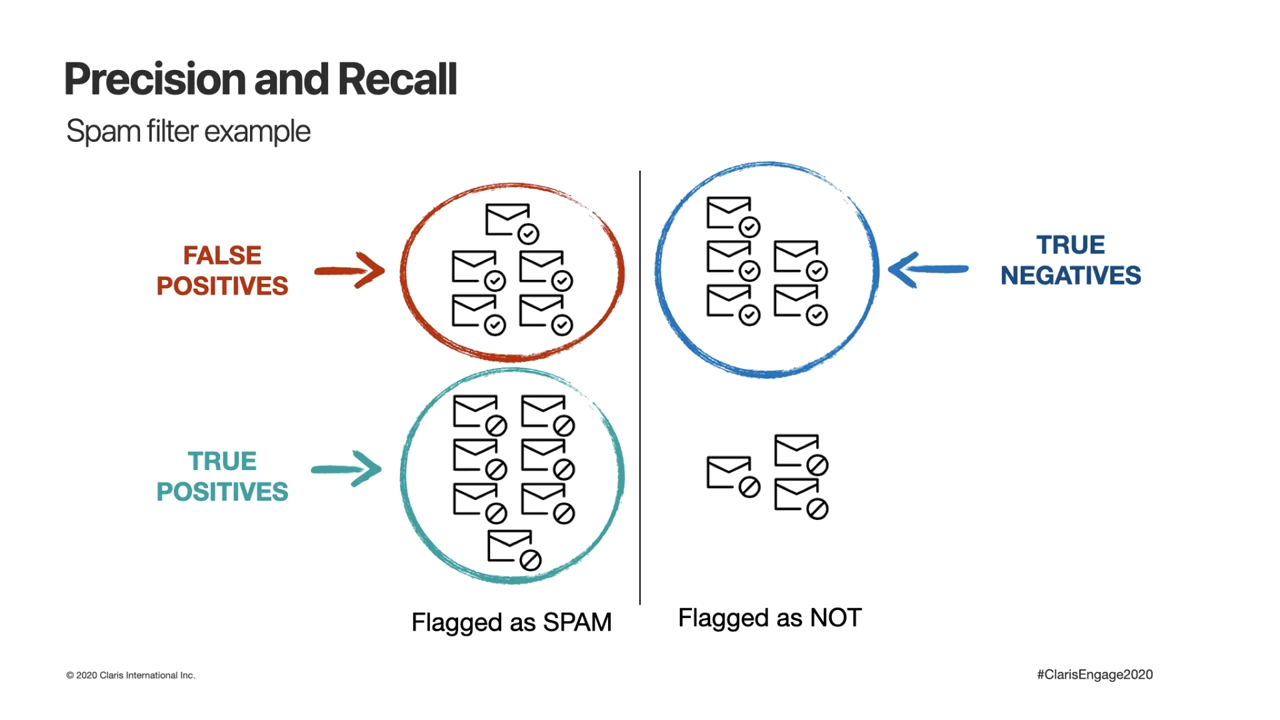 Precision and Recall
Spam filter example
FALSE
POSITIVES
TRUE
NEGATIVES
TRUE
POSITIVES
Flagged as SPAM
Flagged as NOT
© 2020 Claris International Inc.
#ClarisEngage2020